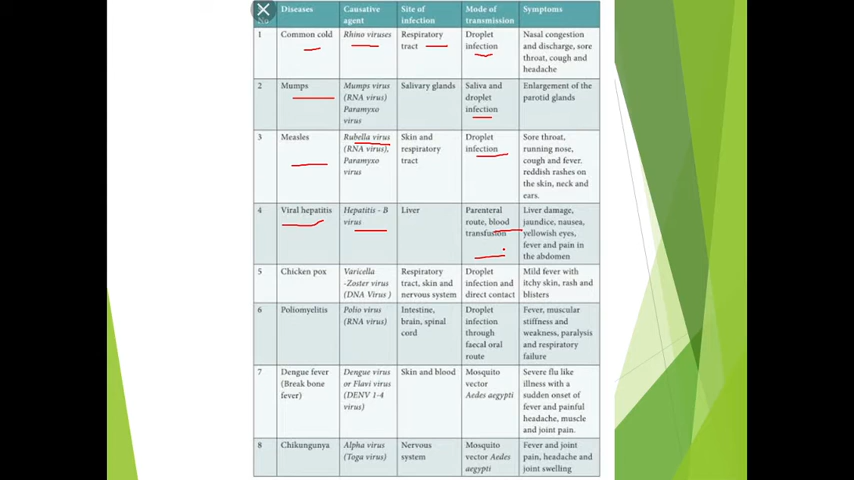 No
Diseases
Causative
agent
Site of
infection
Mode of
transmission
Symptoms
1
Common cold
Rhino viruses
Respiratory
tract
Droplet
infection
Nasal congestion
and discharge, sore
throat, cough and
headache
2
Mumps
Mumps virus
(RNA virus)
Paramyxo
virus
Salivary glands
Saliva and
droplet
infection
Enlargement of the
parotid glands
3
Measles
Rubella virus
(RNA virus),
Paramyxo
virus
Skin and
respiratory
tract
Droplet
infection
Sore throat,
running nose,
cough and fever.
reddish rashes on
the skin, neck and
ears.
4
Viral hepatitis
Hepatitis - B
virus
Liver
Parenteral
route, blood
transfusion
Liver damage,
jaundice, nausea,
yellowish eyes,
fever and pain in
the abdomen
5
Chicken pox
Varicella
-Zoster virus
(DNA Virus )
Respiratory
tract, skin and
nervous system
Droplet
infection and
direct contact
Mild fever with
itchy skin, rash and
blisters
6
Poliomyelitis
Polio virus
(RNA virus)
Intestine,
brain, spinal
cord
Droplet
infection
through
faecal oral
route
Fever, muscular
stiffness and
weakness, paralysis
and respiratory
failure
7
Dengue fever
(Break bone
fever)
Dengue virus
or Flavi virus
(DENV 1-4
virus)
Skin and blood
Mosquito
vector
Aedes aegypti
Severe flu like
illness with a
sudden onset of
fever and painful
headache, muscle
and joint pain.
8
Chikungunya
Alpha virus
(Toga virus)
Nervous
system
Mosquito
vector Aedes
aegypti
Fever and joint
pain, headache and
joint swelling